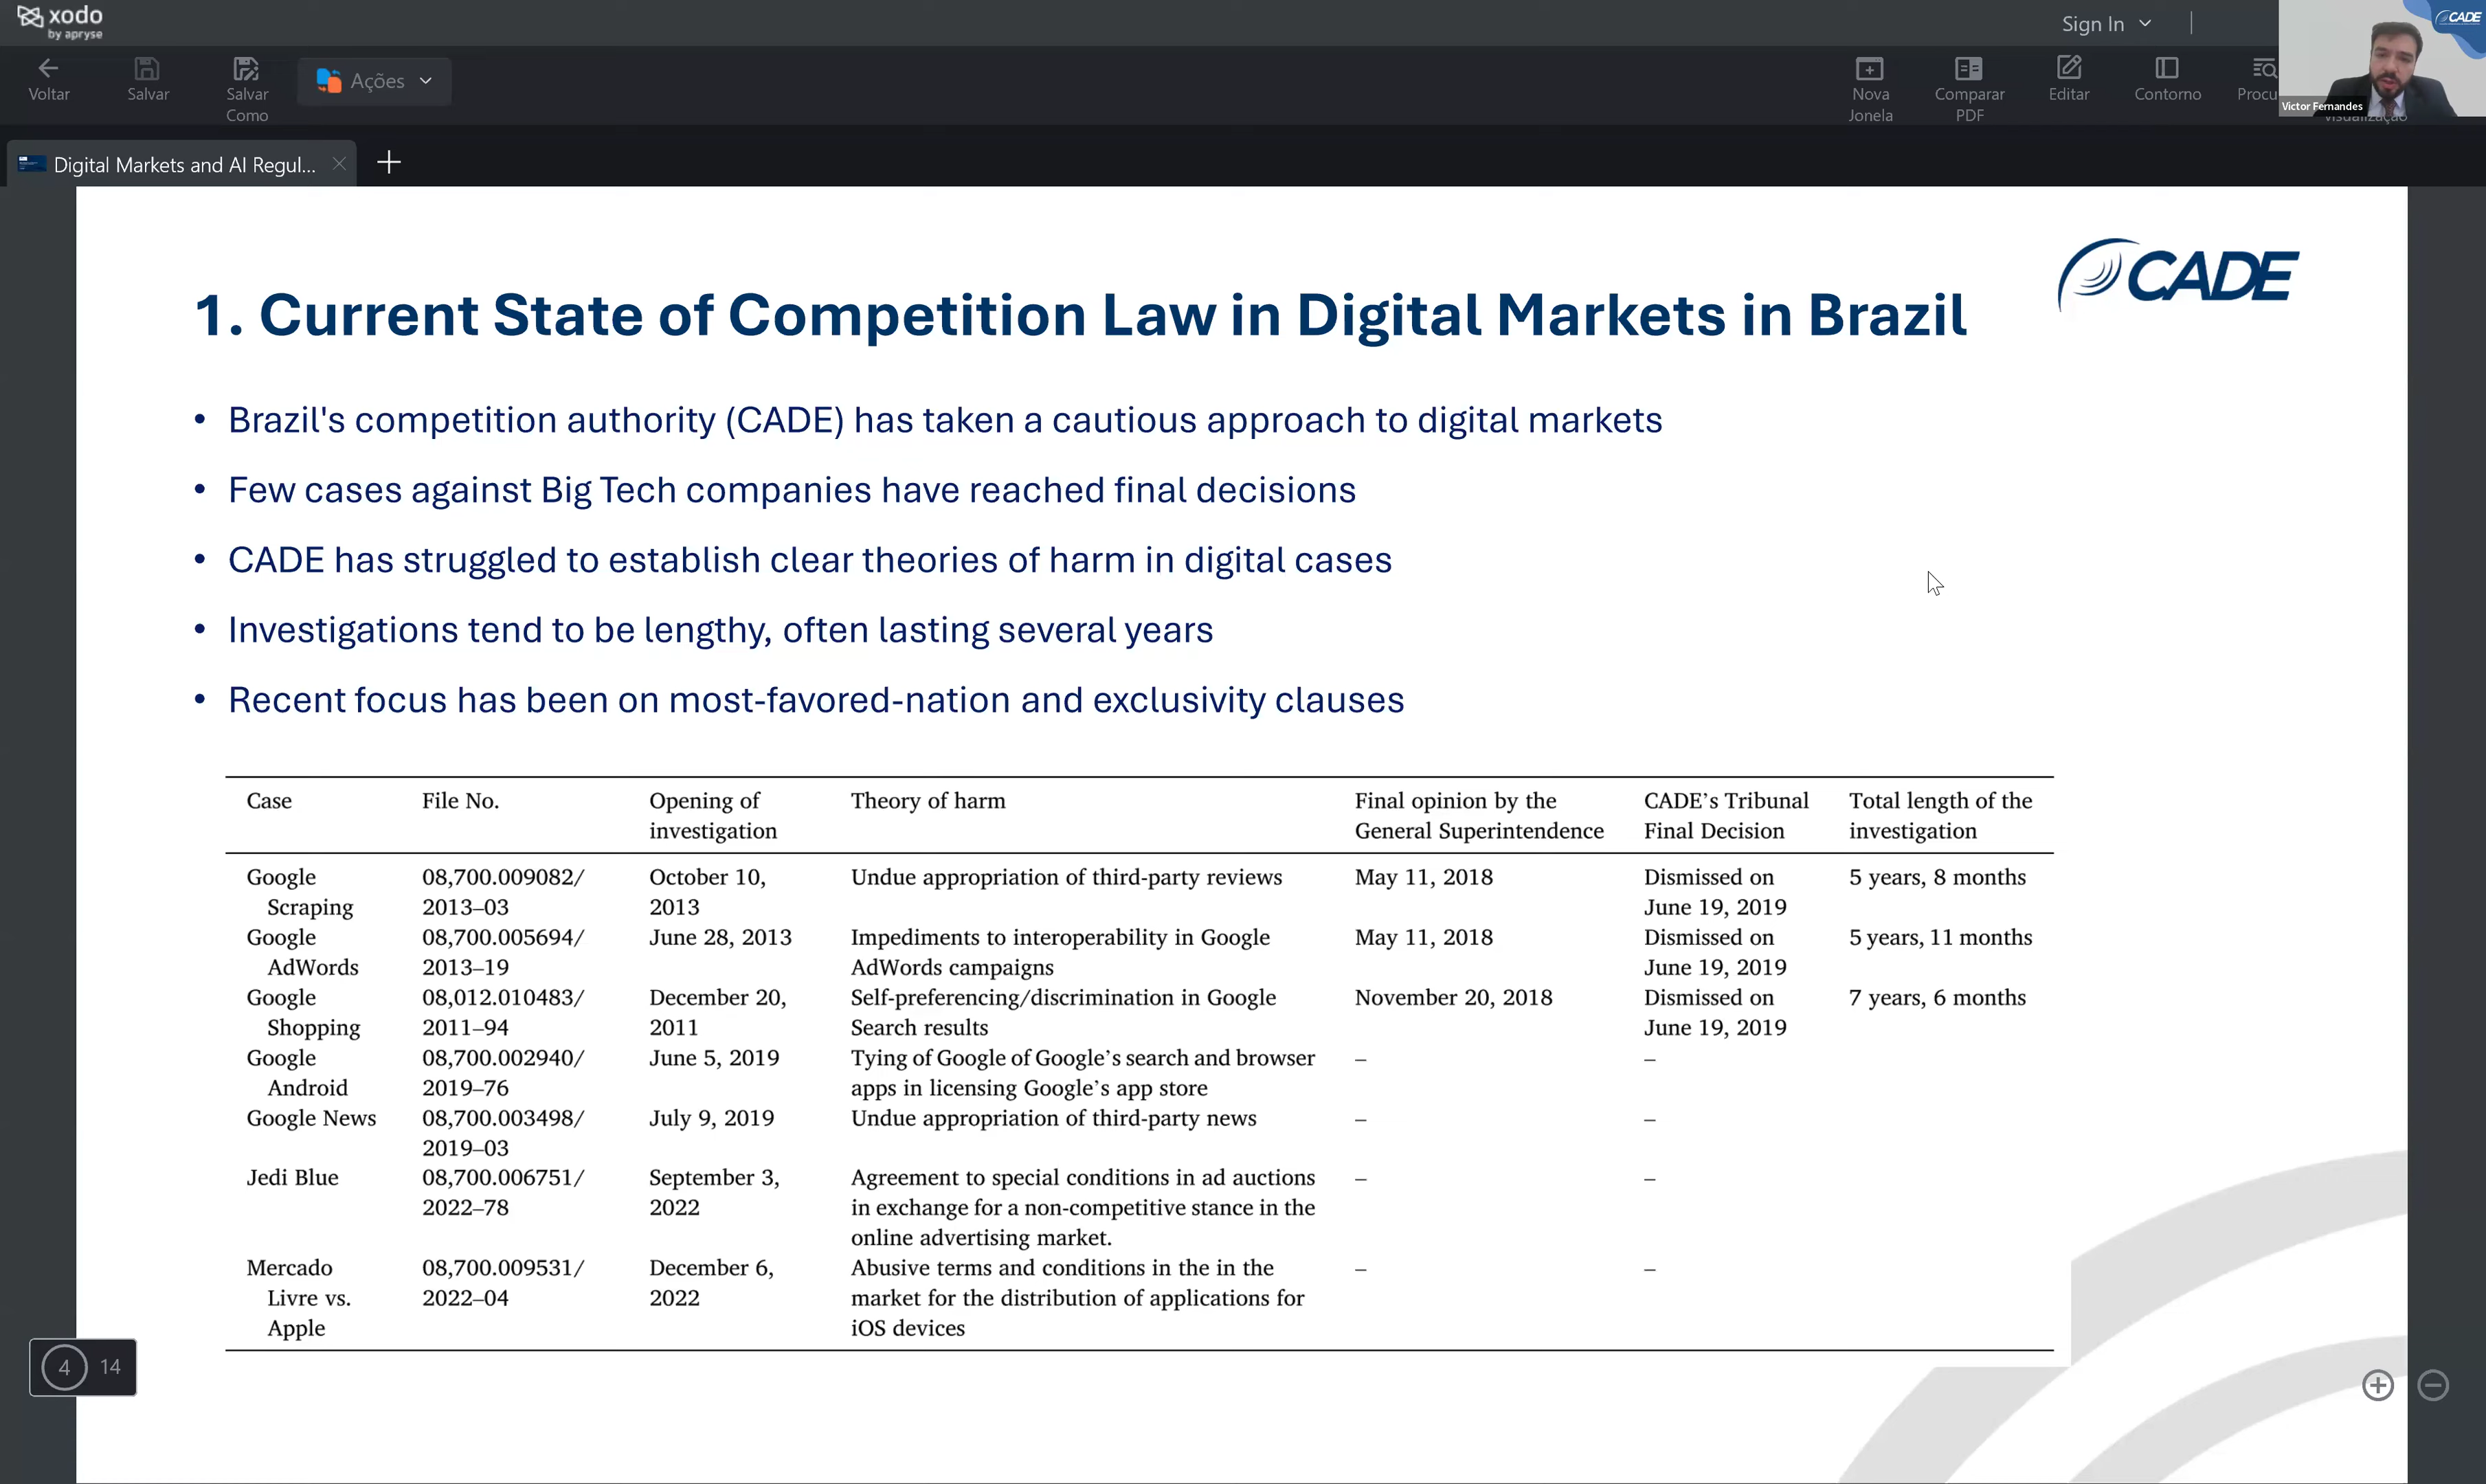 xodo
by apryse
Sign In
Voltar
Salvar
Salvar Como
Ações
Nova Jonela
Comparar PDF
Editar
Contorno
Procu
visualização
CADE
Victor Fernandes
Digital Markets and AI Regul...
CADE
1. Current State of Competition Law in Digital Markets in Brazil
• Brazil's competition authority (CADE) has taken a cautious approach to digital markets
• Few cases against Big Tech companies have reached final decisions
• CADE has struggled to establish clear theories of harm in digital cases
• Investigations tend to be lengthy, often lasting several years
• Recent focus has been on most-favored-nation and exclusivity clauses
Case File No. Opening of Theory of harm Final opinion by the CADE’s Tribunal Total length of the
investigation General Superintendence Final Decision investigation
Google 08,700.009082/ October 10, Undue appropriation of third-party reviews May 11, 2018 Dismissed on 5 years, 8 months
Scraping 2013–03 2013 June 19, 2019
Google 08,700.005694/ June 28, 2013 Impediments to interoperability in Google May 11, 2018 Dismissed on 5 years, 11 months
AdWords 2013–19 AdWords campaigns June 19, 2019
Google 08,012.010483/ December 20, Self-preferencing/discrimination in Google November 20, 2018 Dismissed on 7 years, 6 months
Shopping 2011–94 2011 Search results June 19, 2019
Google 08,700.002940/ June 5, 2019 Tying of Google of Google’s search and browser – –
Android 2019–76 apps in licensing Google’s app store
Google News 08,700.003498/ July 9, 2019 Undue appropriation of third-party news – –
2019–03
Jedi Blue 08,700.006751/ September 3, Agreement to special conditions in ad auctions – –
2022–78 2022 in exchange for a non-competitive stance in the
online advertising market.
Mercado 08,700.009531/ December 6, Abusive terms and conditions in the in the – –
Livre vs. 2022–04 2022 market for the distribution of applications for
Apple iOS devices
4 14